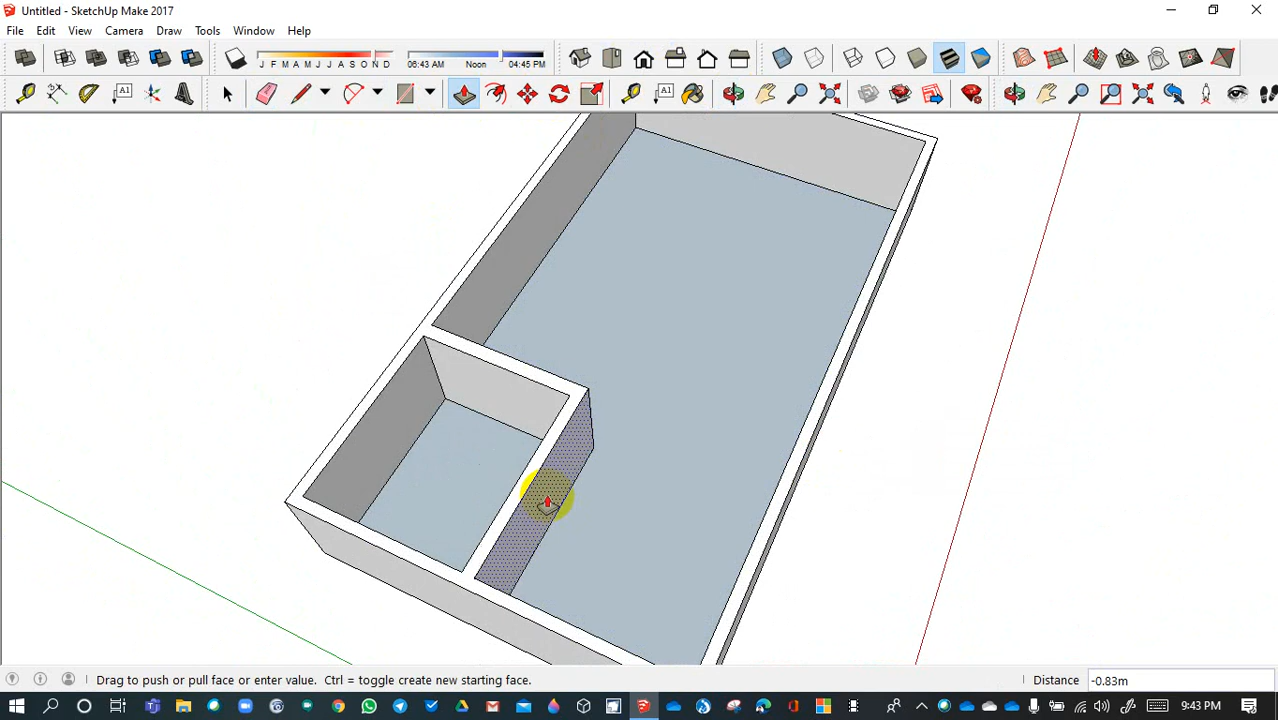 Untitled - SketchUp Make 2017
File Edit View Camera Draw Tools Window Help
J F M A M J J A S O N D 06:43 AM Noon 04:45 PM
A1 A1
Drag to push or pull face or enter value. Ctrl = toggle create new starting face. Distance -0.83m
9:43 PM